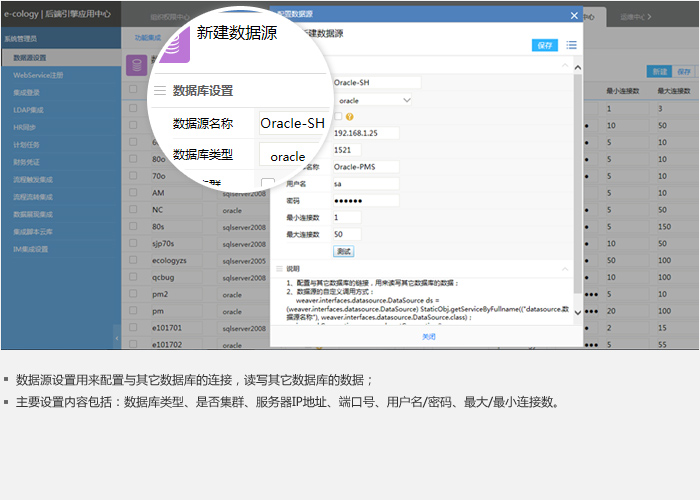 e-cology | 后端引擎应用中心
组织权限中心
中心
运维中心
系统管理员
功能集成
数据源设置
WebService注册
集成登录
LDAP集成
HR同步
计划任务
财务凭证
流程触发集成
流程流转集成
数据展现集成
集成脚本云库
IM集成设置
新建 保存
最小连接数 最大连接数
1 3
10 50
5 10
5 10
5 10
5 10
5 50
5 150
10 50
50 100
10 100
5 10
20 100
2 15
5 55
80o
70o
AM sqlserver2008
NC oracle
80s sqlserver2008
sjp70s sqlserver2008
ecologyzs sqlserver2005
qcbug sqlserver2008
pm2 oracle
pm oracle
e101701 sqlserver2008
e101702 oracle
配置数据源
新建数据源
保存
Oracle-SH
oracle
192.168.1.25
1521
Oracle-PMS
用户名 sa
密码 ●●●●●●
最小连接数 1
最大连接数 50
测试
说明
1、配置与其它数据库的链接，用来读写其它数据库的数据；
2、数据源的自定义调用方式：
weaver.interfaces.datasource.DataSource ds =
(weaver.interfaces.datasource.DataSource) StaticObj.getServiceByFullname(("datasource.数
据源名称"), weaver.interfaces.datasource.DataSource.class)；
关闭
新建数据源
数据库设置
数据源名称 Oracle-SH
数据库类型 oracle
数据源设置用来配置与其它数据库的连接，读写其它数据库的数据；
主要设置内容包括：数据库类型、是否集群、服务器IP地址、端口号、用户名/密码、最大/最小连接数。